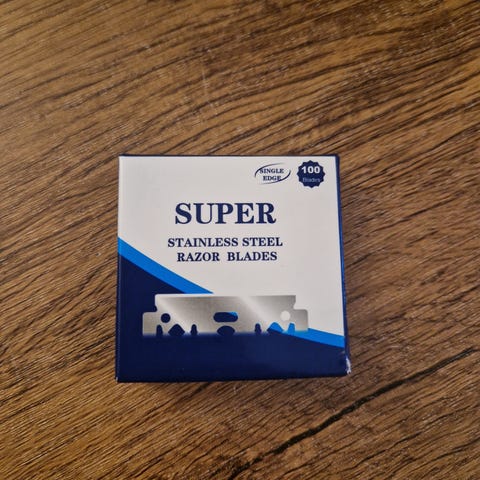 SINGLE
EDGE
100
Blades
SUPER
STAINLESS STEEL
RAZOR BLADES